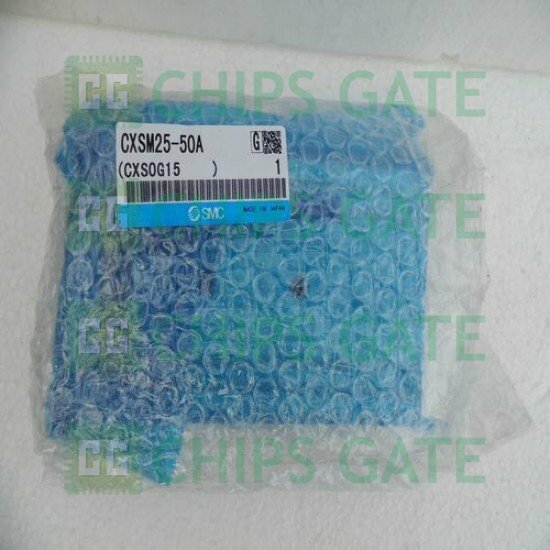 CHIPS GATE
CXSM25-50A G
(CXSOG15 ) 1
SMC MADE IN JAPAN
CHIPS GATE
CHIPS GATE
CHIPS GATE